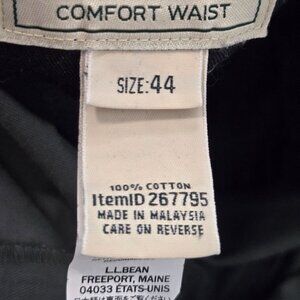 COMFORT WAIST
SIZE:44
100% COTTON
ItemID 267795
MADE IN MALAYSIA
CARE ON REVERSE
L.L.BEAN
FREEPORT, MAINE
04033 ÉTATS-UNIS